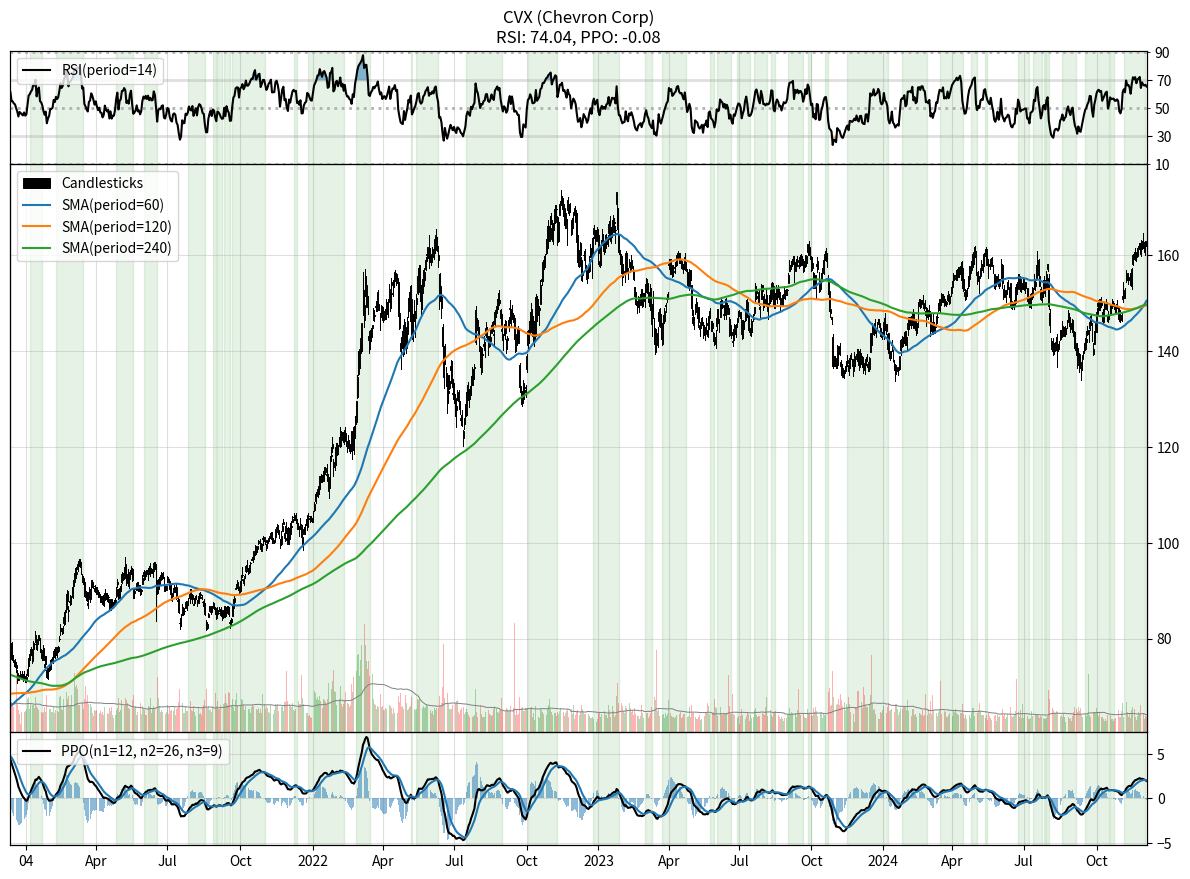 CVX (Chevron Corp)
RSI: 74.04, PPO: -0.08
RSI(period=14)
90
70
50
30
10
Candlesticks
SMA(period=60)
SMA(period=120)
SMA(period=240)
160
140
120
100
80
PPO(n1=12, n2=26, n3=9)
5
0
−5
04 Apr Jul Oct 2022 Apr Jul Oct 2023 Apr Jul Oct 2024 Apr Jul Oct